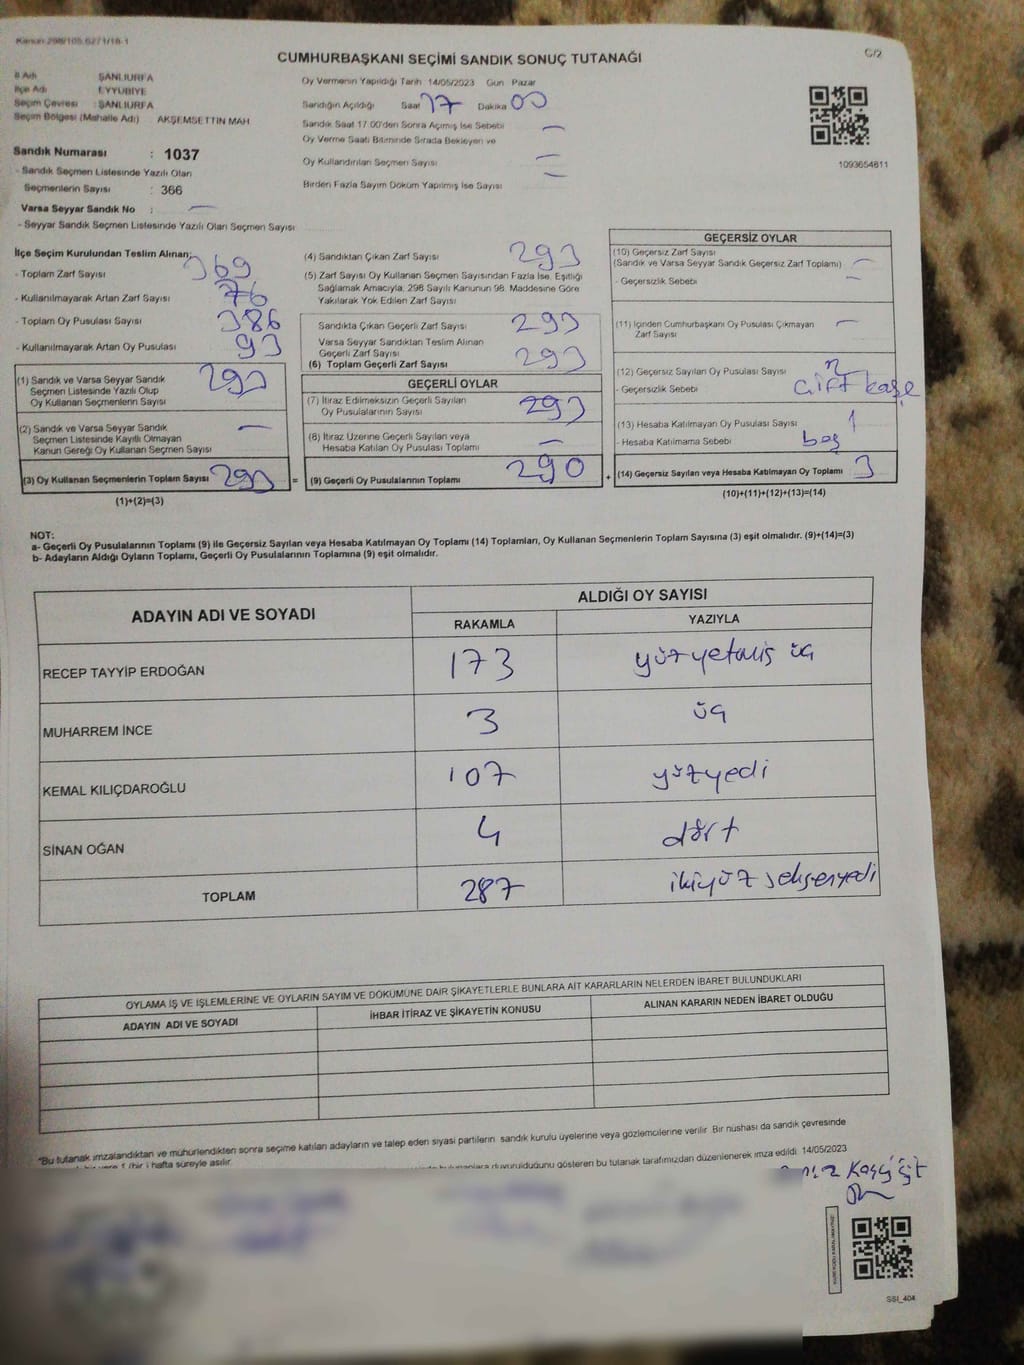 Kanun 298/105.6271/16-1
C/2
CUMHURBAŞKANI SEÇİMİ SANDIK SONUÇ TUTANAĞI
İl Adı : ŞANLIURFA
İlçe Adı : EYYÜBİYE
Seçim Çevresi : ŞANLIURFA
Seçim Bölgesi (Mahalle Adı) AKŞEMSETTİN MAH
Sandık Numarası : 1037
- Sandık Seçmen Listesinde Yazılı Olan
Seçmenlerin Sayısı : 366
Varsa Seyyar Sandık No : —
- Seyyar Sandık Seçmen Listesinde Yazılı Olan Seçmen Sayısı
Oy Vermenin Yapıldığı Tarih 14/05/2023 Gün Pazar
Sandığın Açıldığı Saat 17 Dakika 00
Sandık Saat 17:00'den Sonra Açımış İse Sebebi —
Oy Verme Saati Bitiminde Sırada Bekleyen ve
Oy Kullandırılan Seçmen Sayısı —
Birden Fazla Sayım Döküm Yapılmış İse Sayısı —
1093654811
İlçe Seçim Kurulundan Teslim Alınan:
- Toplam Zarf Sayısı 369
- Kullanılmayarak Artan Zarf Sayısı 76
- Toplam Oy Pusulası Sayısı 386
- Kullanılmayarak Artan Oy Pusulası 93
(1) Sandık ve Varsa Seyyar Sandık
Seçmen Listesinde Yazılı Olup
Oy Kullanan Seçmenlerin Sayısı 293
(2) Sandık ve Varsa Seyyar Sandık
Seçmen Listesinde Kayıtlı Olmayan
Kanun Gereği Oy Kullanan Seçmen Sayısı —
(3) Oy Kullanan Seçmenlerin Toplam Sayısı 293
(1)+(2)=(3)
=
(4) Sandıktan Çıkan Zarf Sayısı 293
(5) Zarf Sayısı Oy Kullanan Seçmen Sayısından Fazla İse, Eşitliği
Sağlamak Amacıyla, 298 Sayılı Kanunun 98. Maddesine Göre
Yakılarak Yok Edilen Zarf Sayısı
Sandıkta Çıkan Geçerli Zarf Sayısı 293
Varsa Seyyar Sandıktan Teslim Alınan
Geçerli Zarf Sayısı
(6) Toplam Geçerli Zarf Sayısı 293
GEÇERLİ OYLAR
(7) İtiraz Edilmeksizin Geçerli Sayılan
Oy Pusulalarının Sayısı 293
(8) İtiraz Üzerine Geçerli Sayılan veya
Hesaba Katılan Oy Pusulası Toplamı —
(9) Geçerli Oy Pusulalarının Toplamı 290
+
GEÇERSİZ OYLAR
(10) Geçersiz Zarf Sayısı
(Sandık ve Varsa Seyyar Sandık Geçersiz Zarf Toplamı) —
- Geçersizlik Sebebi —
(11) İçinden Cumhurbaşkanı Oy Pusulası Çıkmayan
Zarf Sayısı —
(12) Geçersiz Sayılan Oy Pusulası Sayısı 2
- Geçersizlik Sebebi Çift kaşe
(13) Hesaba Katılmayan Oy Pusulası Sayısı 1
- Hesaba Katılmama Sebebi boş
(14) Geçersiz Sayılan veya Hesaba Katılmayan Oy Toplamı 3
(10)+(11)+(12)+(13)=(14)
NOT:
a- Geçerli Oy Pusulalarının Toplamı (9) ile Geçersiz Sayılan veya Hesaba Katılmayan Oy Toplamı (14) Toplamları, Oy Kullanan Seçmenlerin Toplam Sayısına (3) eşit olmalıdır. (9)+(14)=(3)
b- Adayların Aldığı Oyların Toplamı, Geçerli Oy Pusulalarının Toplamına (9) eşit olmalıdır.
ADAYIN ADI VE SOYADI ALDIĞI OY SAYISI
RAKAMLA YAZIYLA
RECEP TAYYİP ERDOĞAN 173 yüzyetmiş üç
MUHARREM İNCE 3 üç
KEMAL KILIÇDAROĞLU 107 yüzyedi
SİNAN OĞAN 4 dört
TOPLAM 287 ikiyüz seksenyedi
OYLAMA İŞ VE İŞLEMLERİNE VE OYLARIN SAYIM VE DÖKÜMÜNE DAİR ŞİKAYETLERLE BUNLARA AİT KARARLARIN NELERDEN İBARET BULUNDUKLARI
ADAYIN ADI VE SOYADI İHBAR İTİRAZ VE ŞİKAYETİN KONUSU ALINAN KARARIN NEDEN İBARET OLDUĞU
*Bu tutanak imzalandıktan ve mühürlendikten sonra seçime katılan adayların ve talep eden siyasi partilerin sandık kurulu üyelerine veya gözlemcilerine verilir. Bir nüshası da sandık çevresinde
1 (bir) hafta süreyle asılır. duyurulduğunu gösteren bu tutanak tarafımızdan düzenlenerek imza edildi. 14/05/2023
SSI_404